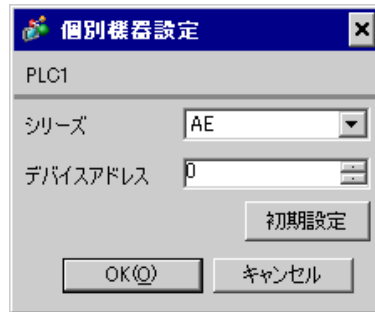 個別機器設定
PLC1
シリーズ AE
デバイスアドレス 0
初期設定
OK(O) キャンセル